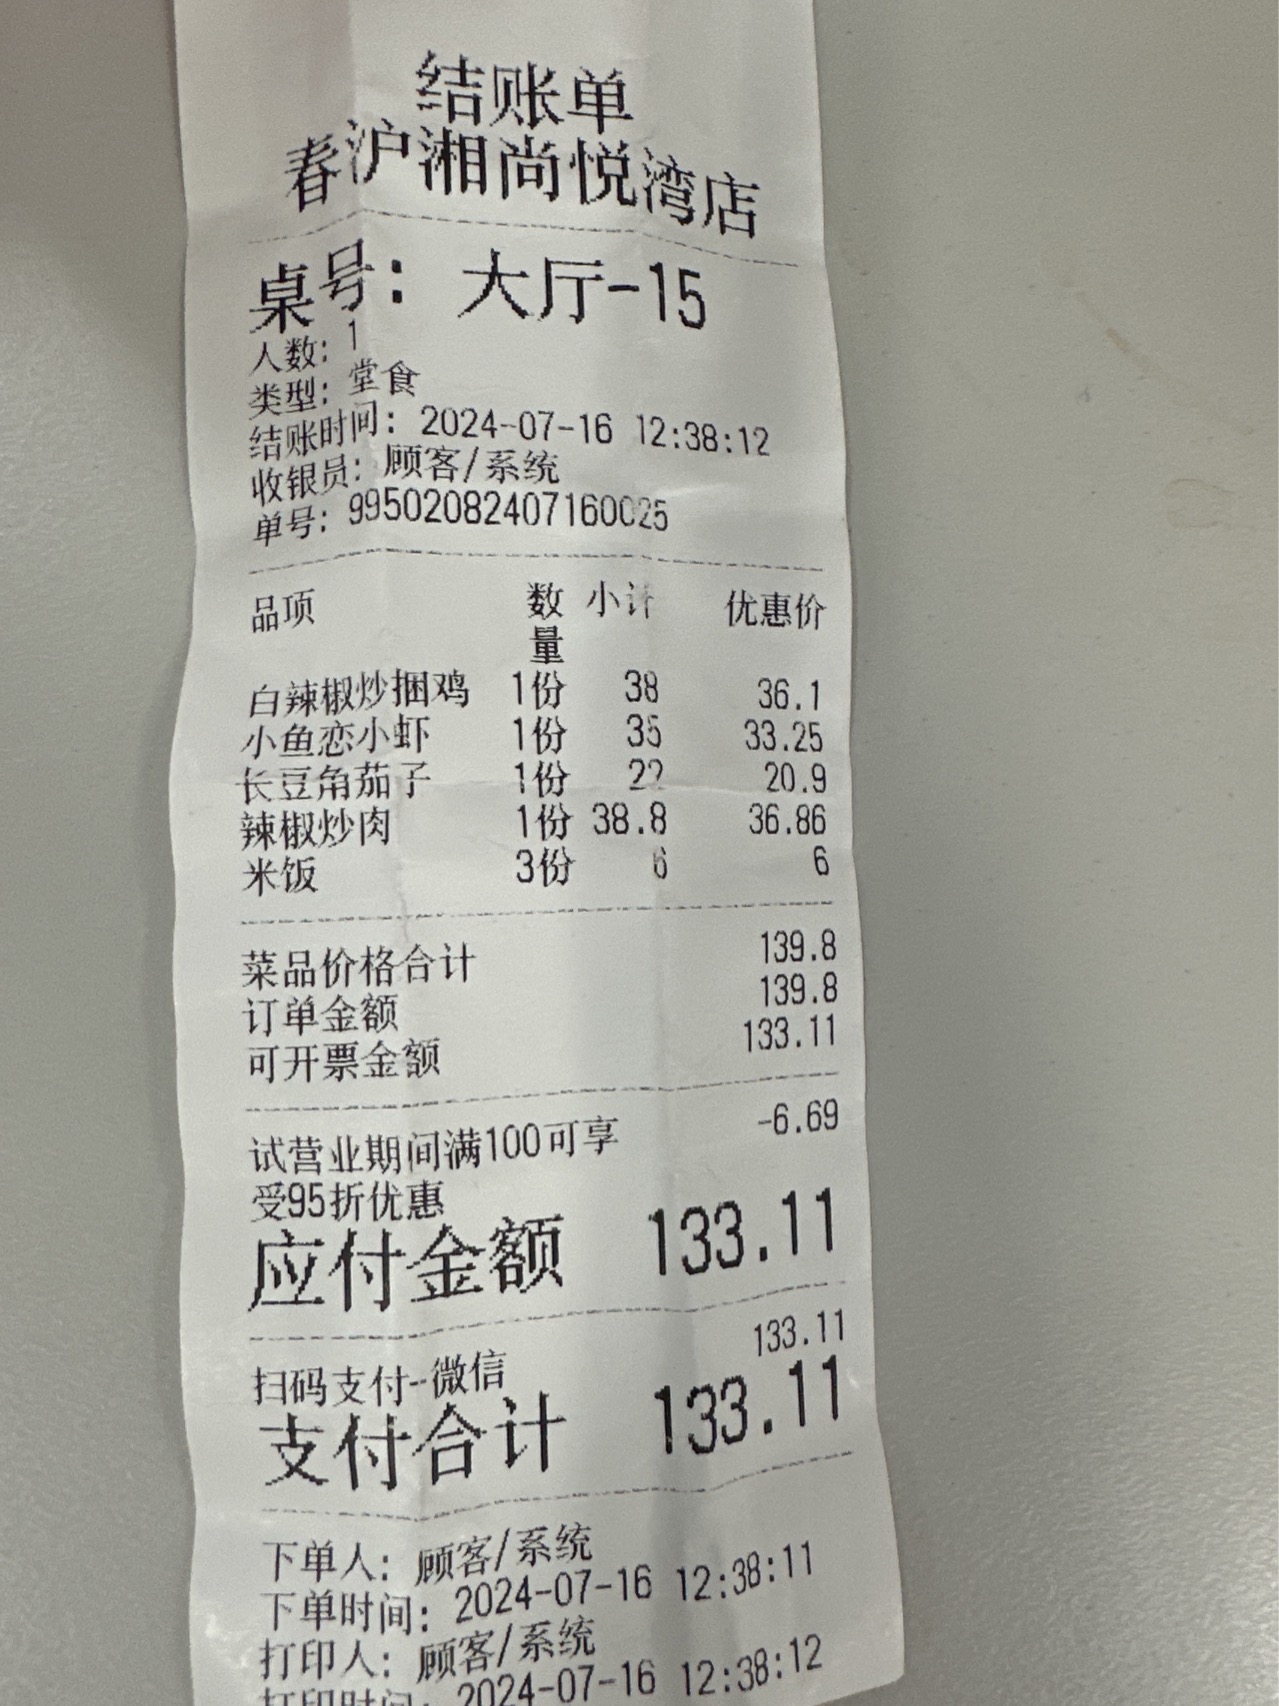 结账单
春沪湘尚悦湾店
桌号: 大厅-15
人数: 1
类型: 堂食
结账时间: 2024-07-16 12:38:12
收银员: 顾客/系统
单号: 99502082407160025
品项 数量 小计 优惠价
白辣椒炒捆鸡 1份 38 36.1
小鱼恋小虾 1份 35 33.25
长豆角茄子 1份 22 20.9
辣椒炒肉 1份 38.8 36.86
米饭 3份 6 6
菜品价格合计 139.8
订单金额 139.8
可开票金额 133.11
试营业期间满100可享 -6.69
受95折优惠
应付金额 133.11
扫码支付--微信 133.11
支付合计 133.11
下单人: 顾客/系统
下单时间: 2024-07-16 12:38:11
打印人: 顾客/系统
打印时间: 2024-07-16 12:38:12